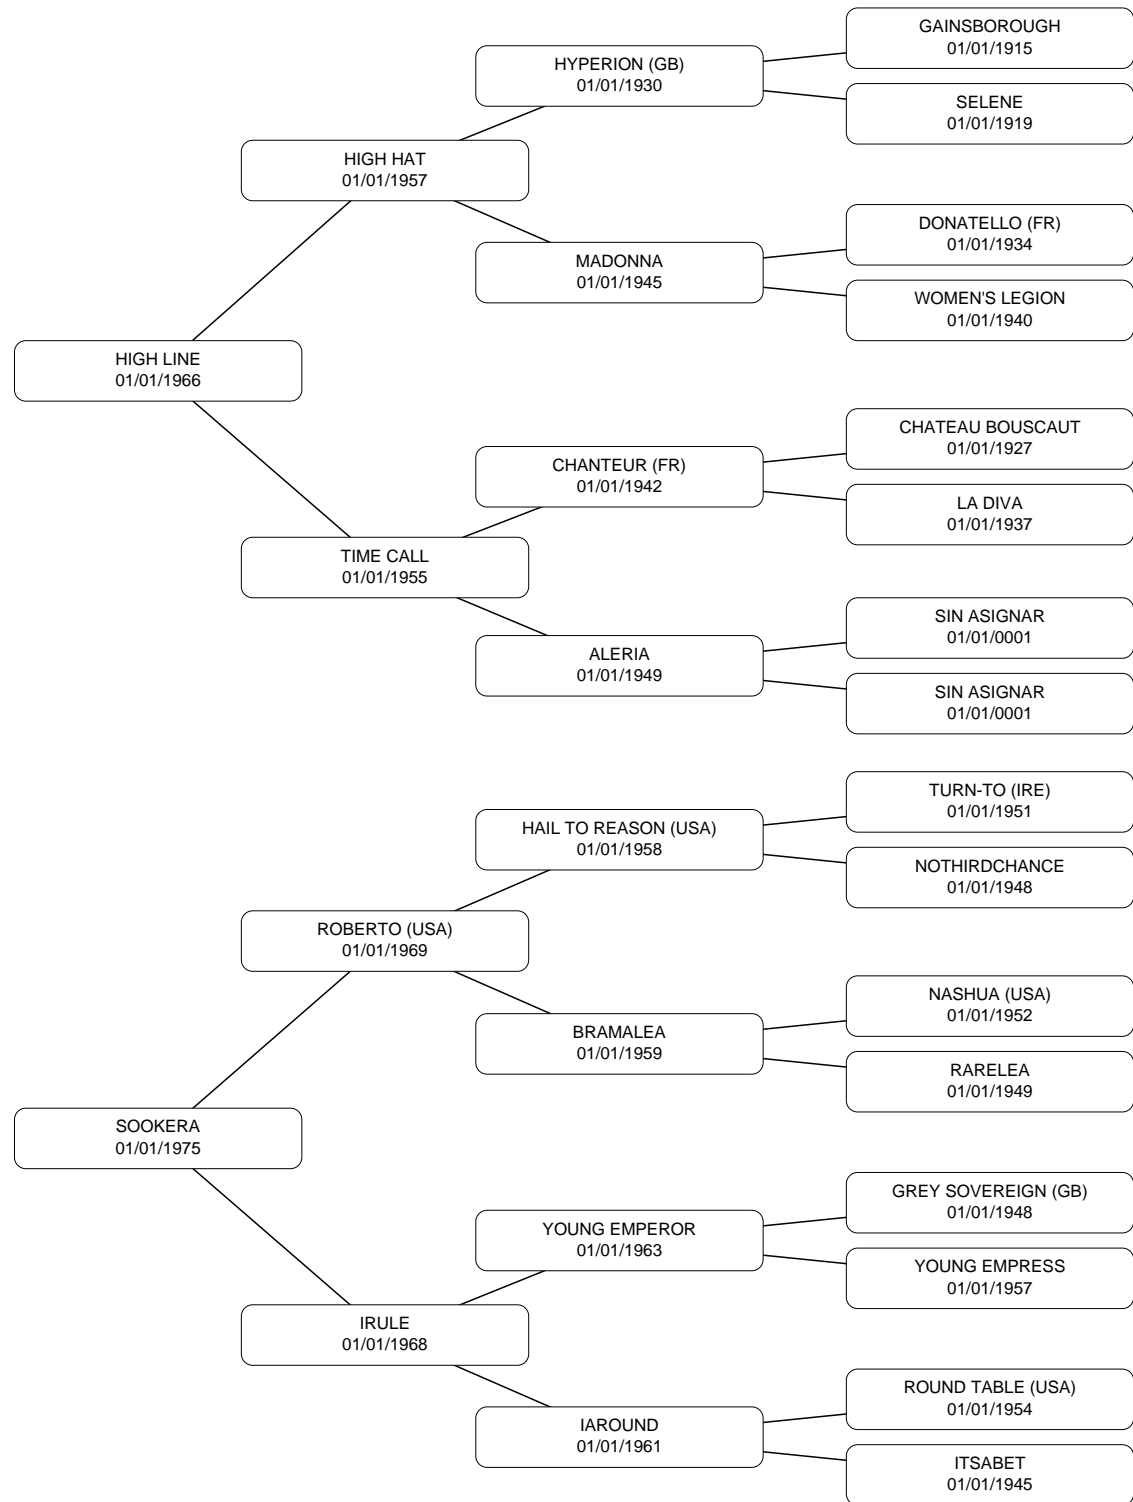 GAINSBOROUGH
01/01/1915
HYPERION (GB)
01/01/1930
SELENE
01/01/1919
HIGH HAT
01/01/1957
DONATELLO (FR)
01/01/1934
MADONNA
01/01/1945
WOMEN'S LEGION
01/01/1940
HIGH LINE
01/01/1966
CHATEAU BOUSCAUT
01/01/1927
CHANTEUR (FR)
01/01/1942
LA DIVA
01/01/1937
TIME CALL
01/01/1955
SIN ASIGNAR
01/01/0001
ALERIA
01/01/1949
SIN ASIGNAR
01/01/0001
TURN-TO (IRE)
01/01/1951
HAIL TO REASON (USA)
01/01/1958
NOTHIRDCHANCE
01/01/1948
ROBERTO (USA)
01/01/1969
NASHUA (USA)
01/01/1952
BRAMALEA
01/01/1959
RARELEA
01/01/1949
SOOKERA
01/01/1975
GREY SOVEREIGN (GB)
01/01/1948
YOUNG EMPEROR
01/01/1963
YOUNG EMPRESS
01/01/1957
IRULE
01/01/1968
ROUND TABLE (USA)
01/01/1954
IAROUND
01/01/1961
ITSABET
01/01/1945